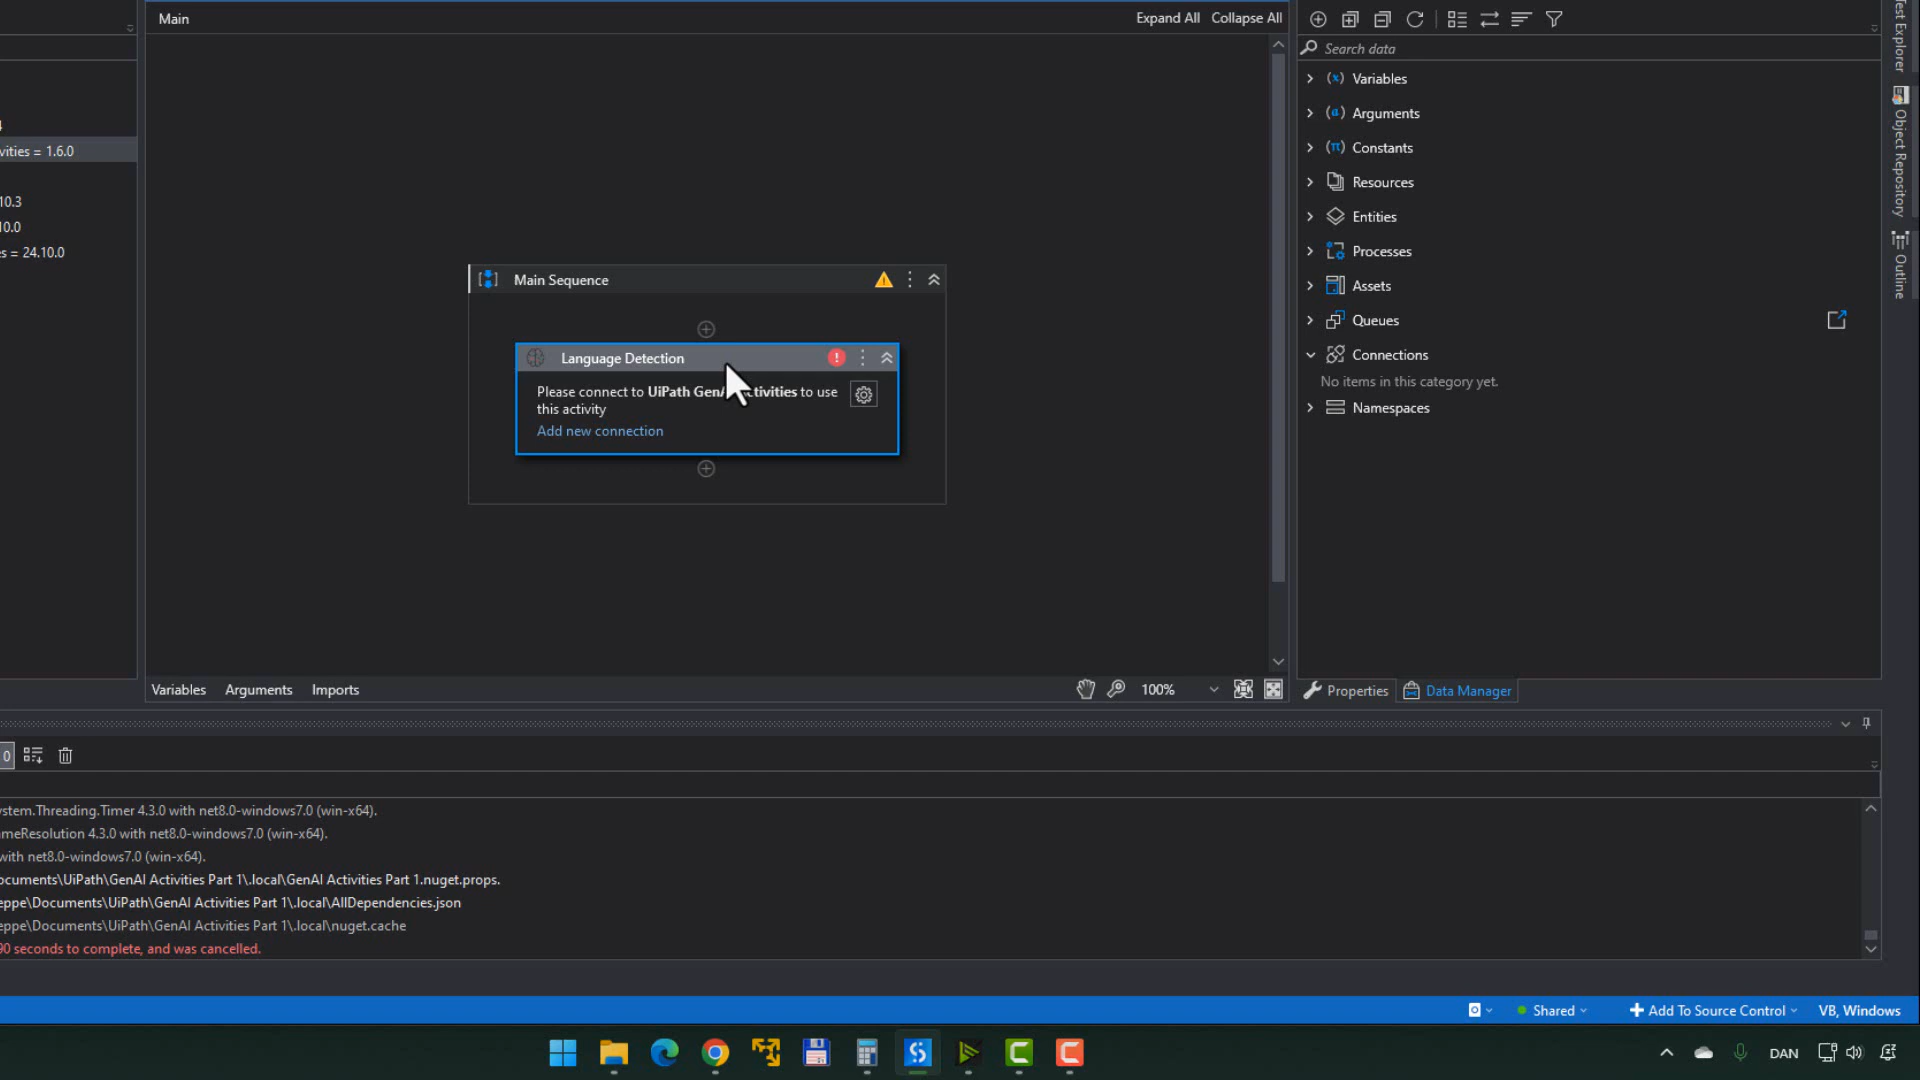 Main
Expand All
Collapse All
Search data
Variables
Arguments
Constants
Resources
Entities
Processes
Assets
Queues
Connections
No items in this category yet.
Namespaces
Test Explorer
Object Repository
Outline
4
vities = 1.6.0
10.3
10.0
s = 24.10.0
Main Sequence
Language Detection
Please connect to UiPath GenAI Activities to use
this activity
Add new connection
Variables
Arguments
Imports
100%
Properties
Data Manager
0
ystem.Threading.Timer 4.3.0 with net8.0-windows7.0 (win-x64).
ameResolution 4.3.0 with net8.0-windows7.0 (win-x64).
with net8.0-windows7.0 (win-x64).
ocuments\UiPath\GenAI Activities Part 1\.local\GenAI Activities Part 1.nuget.props.
eppe\Documents\UiPath\GenAI Activities Part 1\.local\AllDependencies.json
eppe\Documents\UiPath\GenAI Activities Part 1\.local\nuget.cache
90 seconds to complete, and was cancelled.
Shared
Add To Source Control
VB, Windows
DAN